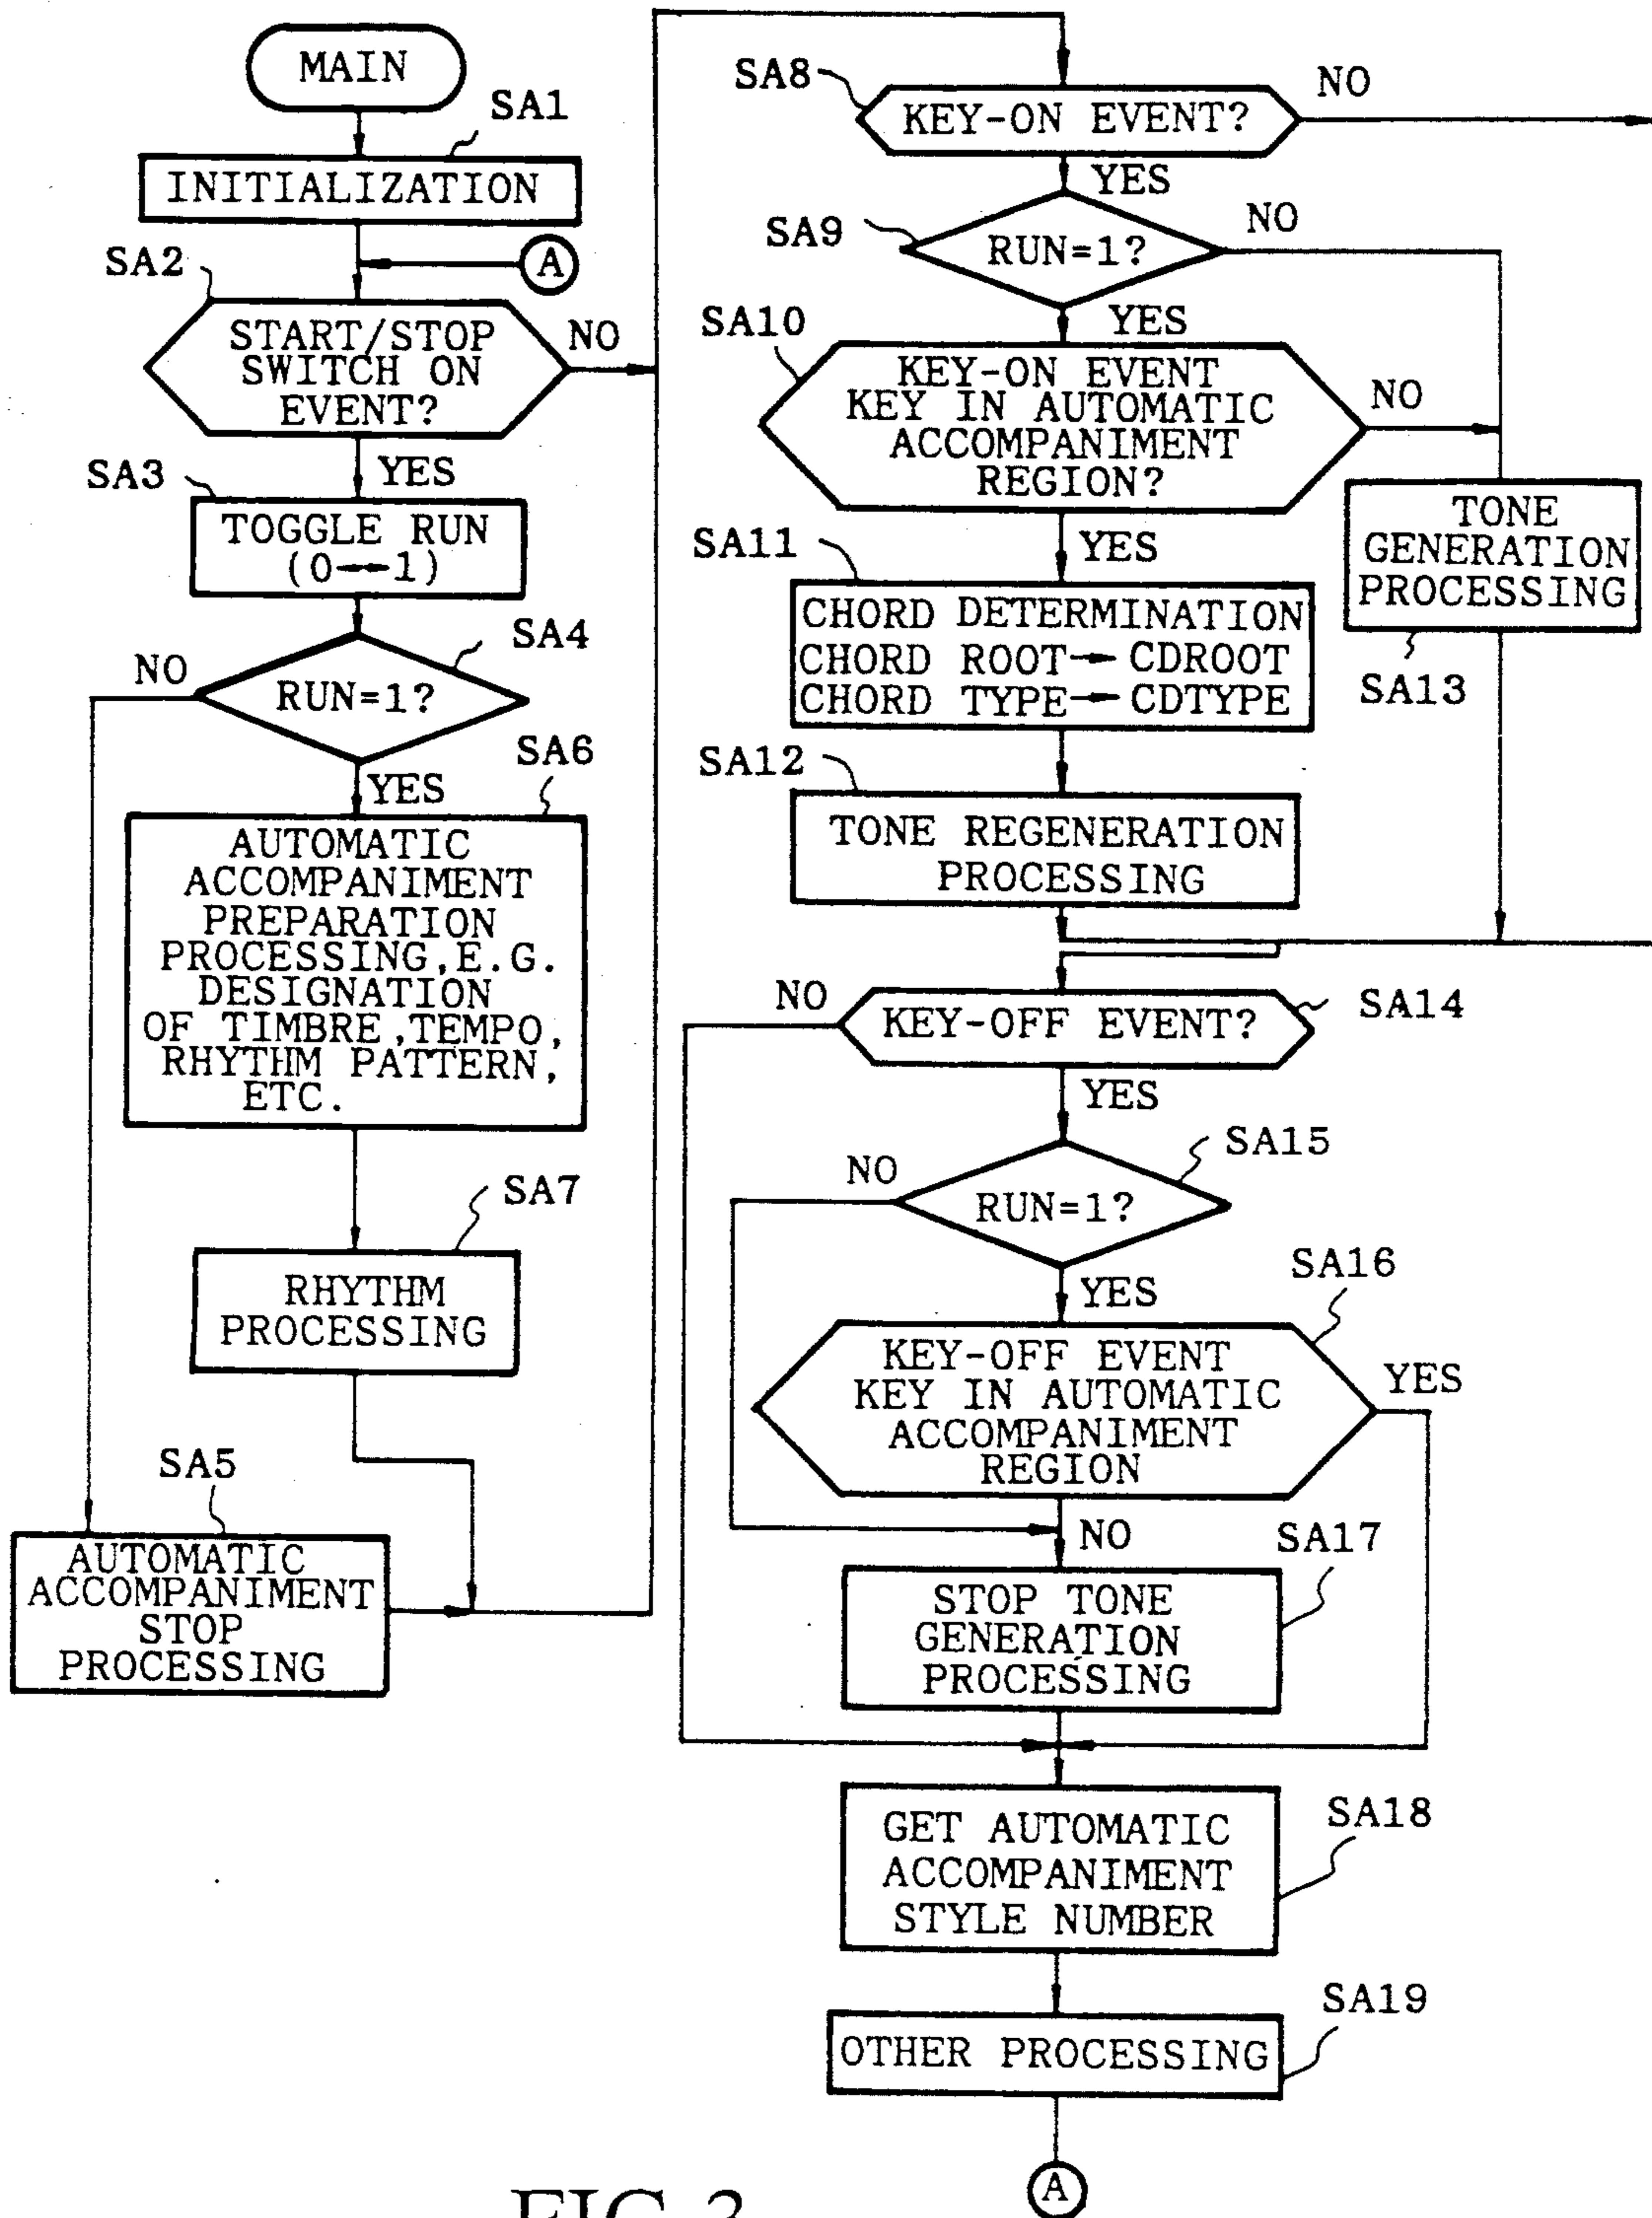 MAIN
SA1
INITIALIZATION
A
SA2
START/STOP
SWITCH ON
EVENT?
NO
YES
SA3
TOGGLE RUN
(0↔1)
SA4
NO
RUN=1?
YES
SA6
AUTOMATIC
ACCOMPANIMENT
PREPARATION
PROCESSING,E.G.
DESIGNATION
OF TIMBRE,TEMPO,
RHYTHM PATTERN,
ETC.
SA7
RHYTHM
PROCESSING
SA5
AUTOMATIC
ACCOMPANIMENT
STOP
PROCESSING
SA8
KEY-ON EVENT?
NO
YES
SA9
RUN=1?
NO
YES
SA10
KEY-ON EVENT
KEY IN AUTOMATIC
ACCOMPANIMENT
REGION?
NO
YES
TONE
GENERATION
PROCESSING
SA13
SA11
CHORD DETERMINATION
CHORD ROOT→CDROOT
CHORD TYPE→CDTYPE
SA12
TONE REGENERATION
PROCESSING
NO
KEY-OFF EVENT?
SA14
YES
SA15
NO
RUN=1?
YES
SA16
KEY-OFF EVENT
KEY IN AUTOMATIC
ACCOMPANIMENT
REGION
YES
NO
SA17
STOP TONE
GENERATION
PROCESSING
SA18
GET AUTOMATIC
ACCOMPANIMENT
STYLE NUMBER
SA19
OTHER PROCESSING
A
FIG.3